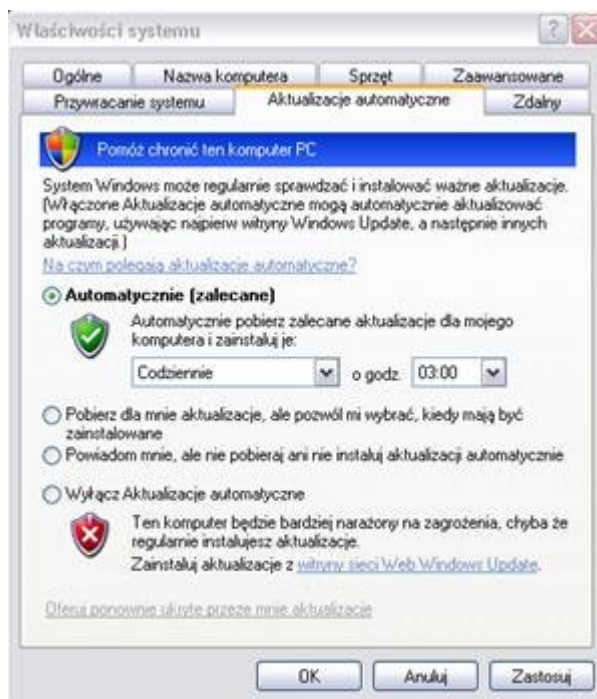 Właściwości systemu
Ogólne Nazwa komputera Sprzęt Zaawansowane
Przywracanie systemu Aktualizacje automatyczne Zdalny
Pomóż chronić ten komputer PC
System Windows może regularnie sprawdzać i instalować ważne aktualizacje.
(Włączone Aktualizacje automatyczne mogą automatycznie aktualizować
programy, używając najpierw witryny Windows Update, a następnie innych
aktualizacji.)
Na czym polegają aktualizacje automatyczne?
Automatycznie (zalecane)
Automatycznie pobierz zalecane aktualizacje dla mojego
komputera i zainstaluj je:
Codziennie o godz. 03:00
Pobierz dla mnie aktualizacje, ale pozwól mi wybrać, kiedy mają być
zainstalowane
Powiadom mnie, ale nie pobieraj ani nie instaluj aktualizacji automatycznie
Wyłącz Aktualizacje automatyczne
Ten komputer będzie bardziej narażony na zagrożenia, chyba że
regularnie instalujesz aktualizacje.
Zainstaluj aktualizacje z witryny sieci Web Windows Update.
Oferuj ponownie ukryte przeze mnie aktualizacje
OK Anuluj Zastosuj